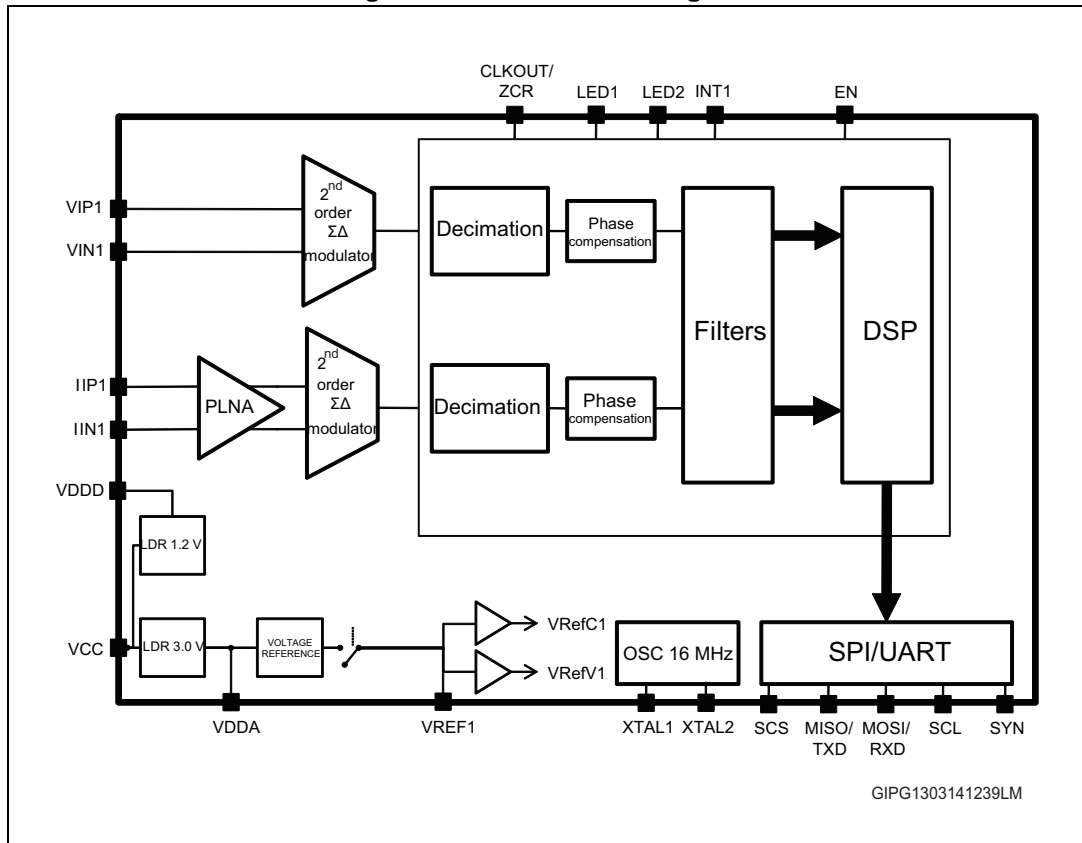 CLKOUT/
ZCR
LED1
LED2
INT1
EN
VIP1
VIN1
2nd
order
ΣΔ
modulator
Decimation
Phase
compensation
Filters
DSP
IIP1
IIN1
PLNA
2nd
order
ΣΔ
modulator
Decimation
Phase
compensation
VDDD
LDR 1.2 V
VCC
LDR 3.0 V
VOLTAGE
REFERENCE
VRefC1
VRefV1
OSC 16 MHz
SPI/UART
VDDA
VREF1
XTAL1
XTAL2
SCS
MISO/
TXD
MOSI/
RXD
SCL
SYN
GIPG1303141239LM